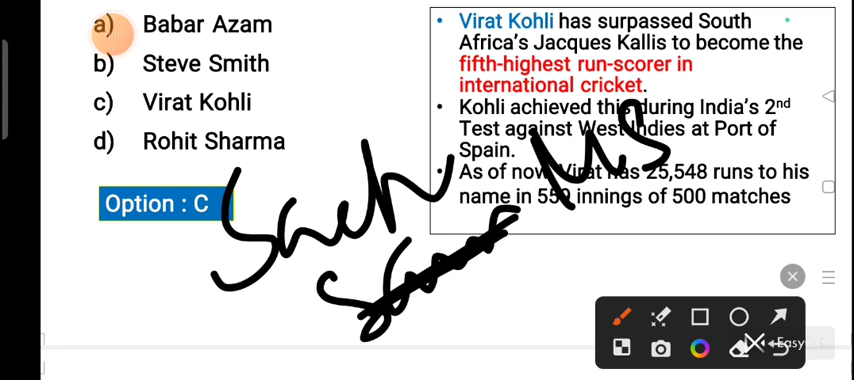 a) Babar Azam
b) Steve Smith
c) Virat Kohli
d) Rohit Sharma
Option : C
• Virat Kohli has surpassed South
Africa's Jacques Kallis to become the
fifth-highest run-scorer in
international cricket.
• Kohli achieved this during India's 2nd
Test against West Indies at Port of
Spain.
• As of now, Virat has 25,548 runs to his
name in 559 innings of 500 matches
Sach
MS